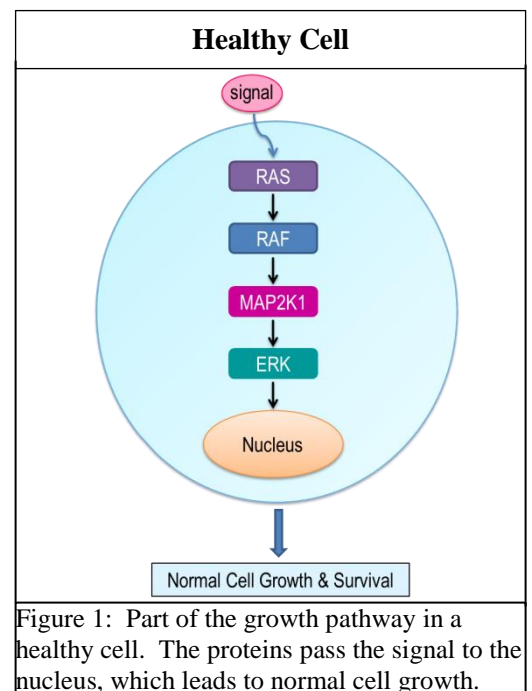 Healthy Cell
signal
RAS
RAF
MAP2K1
ERK
Nucleus
Normal Cell Growth & Survival
Figure 1: Part of the growth pathway in a
healthy cell. The proteins pass the signal to the
nucleus, which leads to normal cell growth.